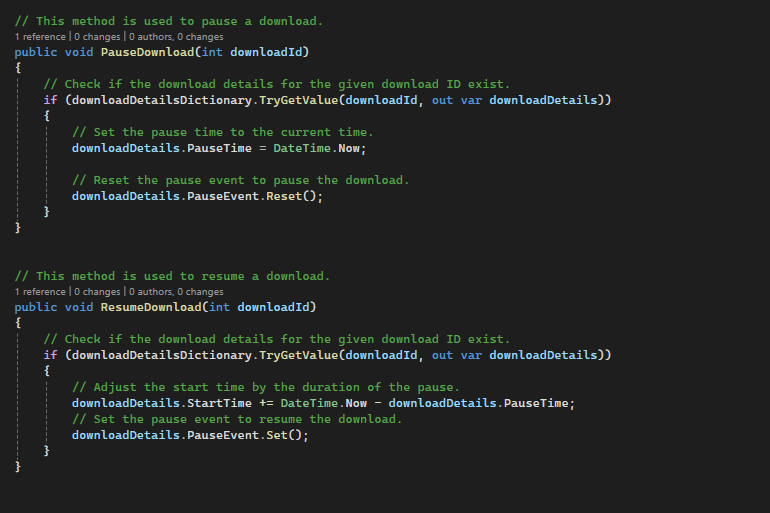 // This method is used to pause a download.
1 reference | 0 changes | 0 authors, 0 changes
public void PauseDownload(int downloadId)
{
// Check if the download details for the given download ID exist.
if (downloadDetailsDictionary.TryGetValue(downloadId, out var downloadDetails))
{
// Set the pause time to the current time.
downloadDetails.PauseTime = DateTime.Now;
// Reset the pause event to pause the download.
downloadDetails.PauseEvent.Reset();
}
}
// This method is used to resume a download.
1 reference | 0 changes | 0 authors, 0 changes
public void ResumeDownload(int downloadId)
{
// Check if the download details for the given download ID exist.
if (downloadDetailsDictionary.TryGetValue(downloadId, out var downloadDetails))
{
// Adjust the start time by the duration of the pause.
downloadDetails.StartTime += DateTime.Now - downloadDetails.PauseTime;
// Set the pause event to resume the download.
downloadDetails.PauseEvent.Set();
}
}